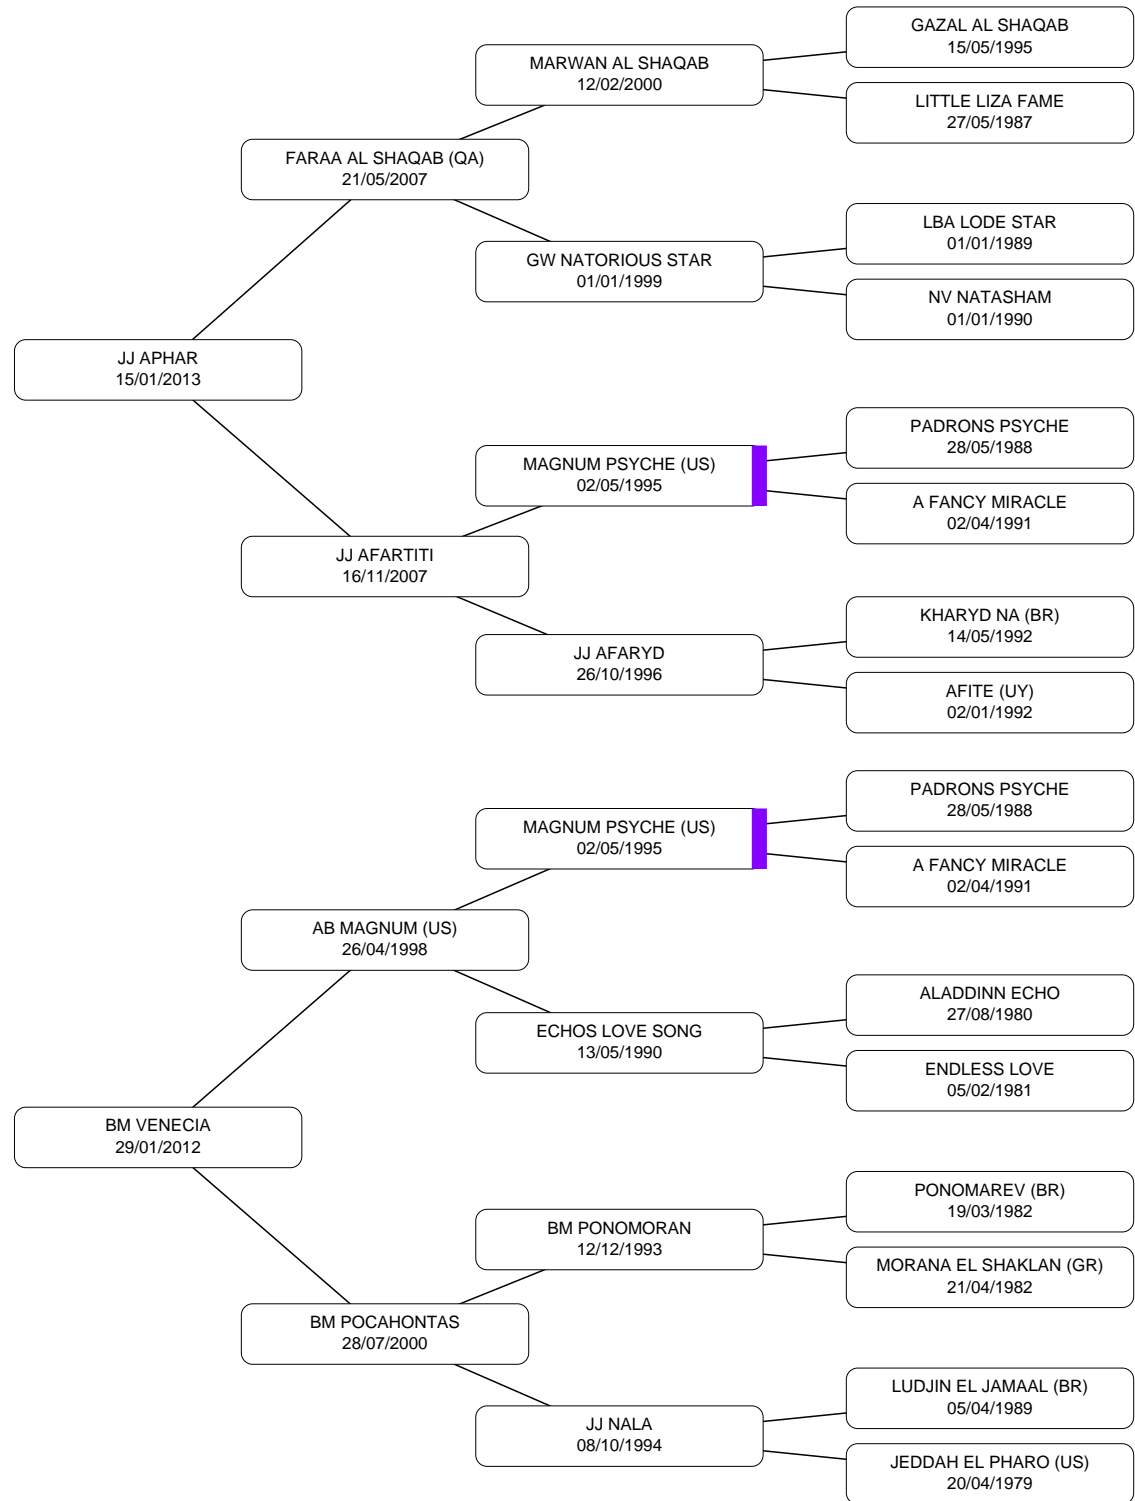 GAZAL AL SHAQAB
15/05/1995
MARWAN AL SHAQAB
12/02/2000
LITTLE LIZA FAME
27/05/1987
FARAA AL SHAQAB (QA)
21/05/2007
LBA LODE STAR
01/01/1989
GW NATORIOUS STAR
01/01/1999
NV NATASHAM
01/01/1990
JJ APHAR
15/01/2013
PADRONS PSYCHE
28/05/1988
MAGNUM PSYCHE (US)
02/05/1995
A FANCY MIRACLE
02/04/1991
JJ AFARTITI
16/11/2007
KHARYD NA (BR)
14/05/1992
JJ AFARYD
26/10/1996
AFITE (UY)
02/01/1992
PADRONS PSYCHE
28/05/1988
MAGNUM PSYCHE (US)
02/05/1995
A FANCY MIRACLE
02/04/1991
AB MAGNUM (US)
26/04/1998
ALADDINN ECHO
27/08/1980
ECHOS LOVE SONG
13/05/1990
ENDLESS LOVE
05/02/1981
BM VENECIA
29/01/2012
PONOMAREV (BR)
19/03/1982
BM PONOMORAN
12/12/1993
MORANA EL SHAKLAN (GR)
21/04/1982
BM POCAHONTAS
28/07/2000
LUDJIN EL JAMAAL (BR)
05/04/1989
JJ NALA
08/10/1994
JEDDAH EL PHARO (US)
20/04/1979